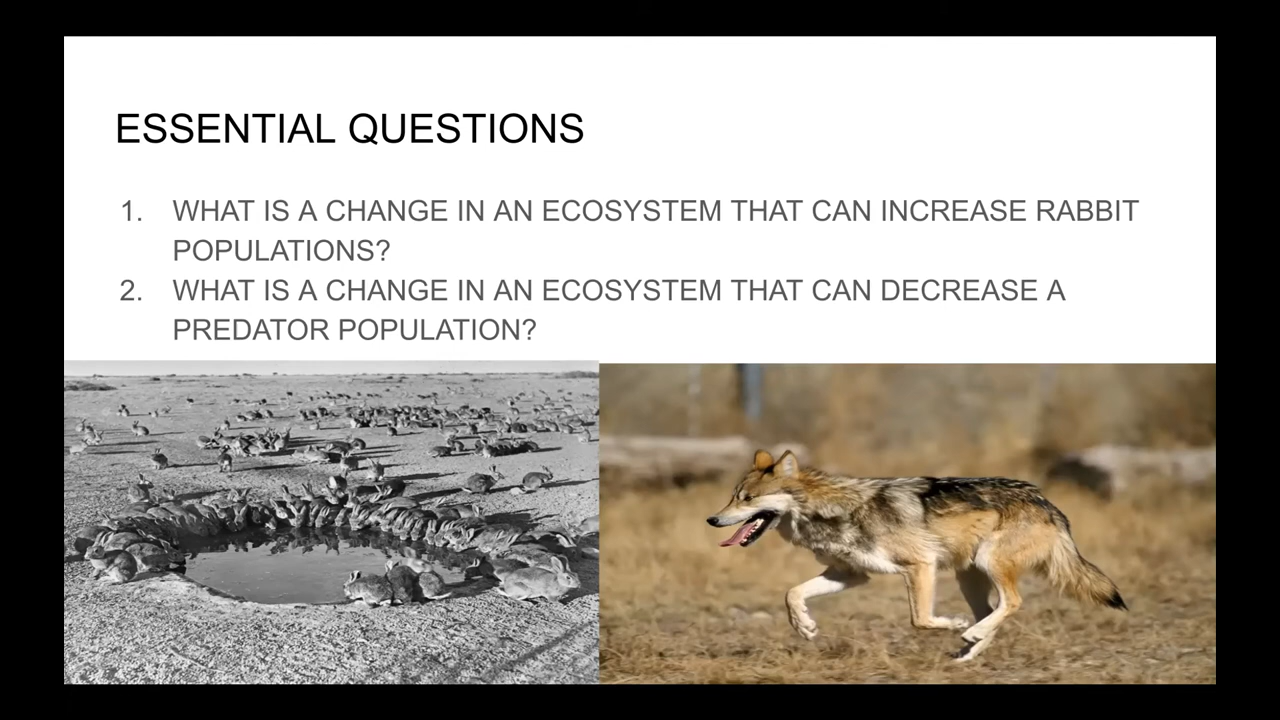 ESSENTIAL QUESTIONS
1. WHAT IS A CHANGE IN AN ECOSYSTEM THAT CAN INCREASE RABBIT
POPULATIONS?
2. WHAT IS A CHANGE IN AN ECOSYSTEM THAT CAN DECREASE A
PREDATOR POPULATION?